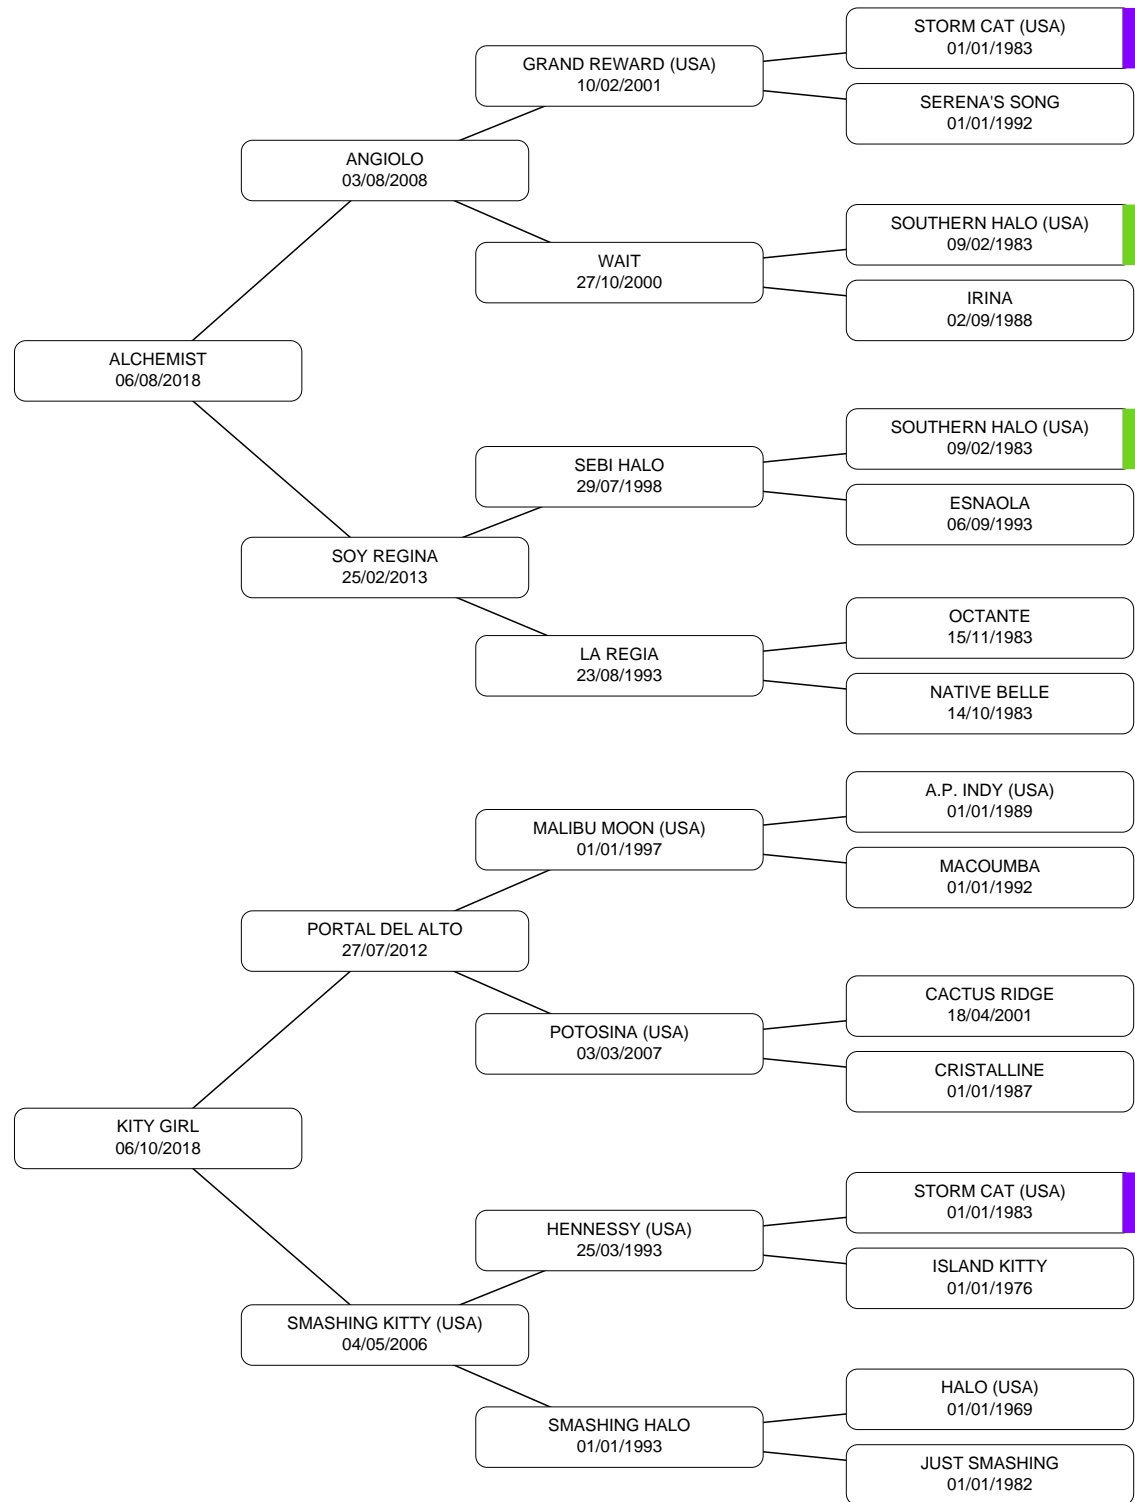 STORM CAT (USA)
01/01/1983
GRAND REWARD (USA)
10/02/2001
SERENA'S SONG
01/01/1992
ANGIOLO
03/08/2008
SOUTHERN HALO (USA)
09/02/1983
WAIT
27/10/2000
IRINA
02/09/1988
ALCHEMIST
06/08/2018
SOUTHERN HALO (USA)
09/02/1983
SEBI HALO
29/07/1998
ESNAOLA
06/09/1993
SOY REGINA
25/02/2013
OCTANTE
15/11/1983
LA REGIA
23/08/1993
NATIVE BELLE
14/10/1983
A.P. INDY (USA)
01/01/1989
MALIBU MOON (USA)
01/01/1997
MACOUMBA
01/01/1992
PORTAL DEL ALTO
27/07/2012
CACTUS RIDGE
18/04/2001
POTOSINA (USA)
03/03/2007
CRISTALLINE
01/01/1987
KITY GIRL
06/10/2018
STORM CAT (USA)
01/01/1983
HENNESSY (USA)
25/03/1993
ISLAND KITTY
01/01/1976
SMASHING KITTY (USA)
04/05/2006
HALO (USA)
01/01/1969
SMASHING HALO
01/01/1993
JUST SMASHING
01/01/1982